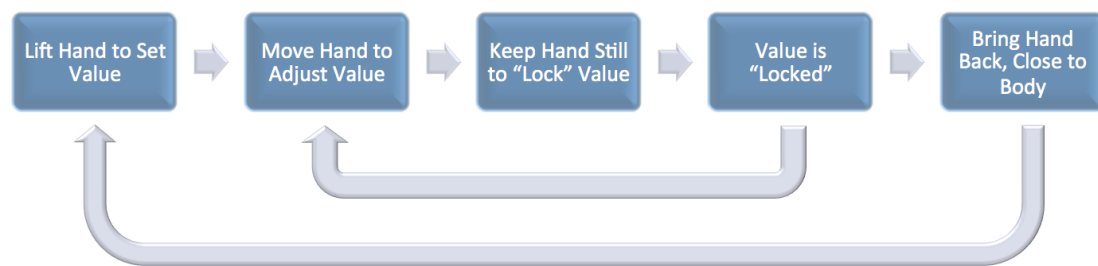 Lift Hand to Set
Value
Move Hand to
Adjust Value
Keep Hand Still
to “Lock” Value
Value is
“Locked”
Bring Hand
Back, Close to
Body